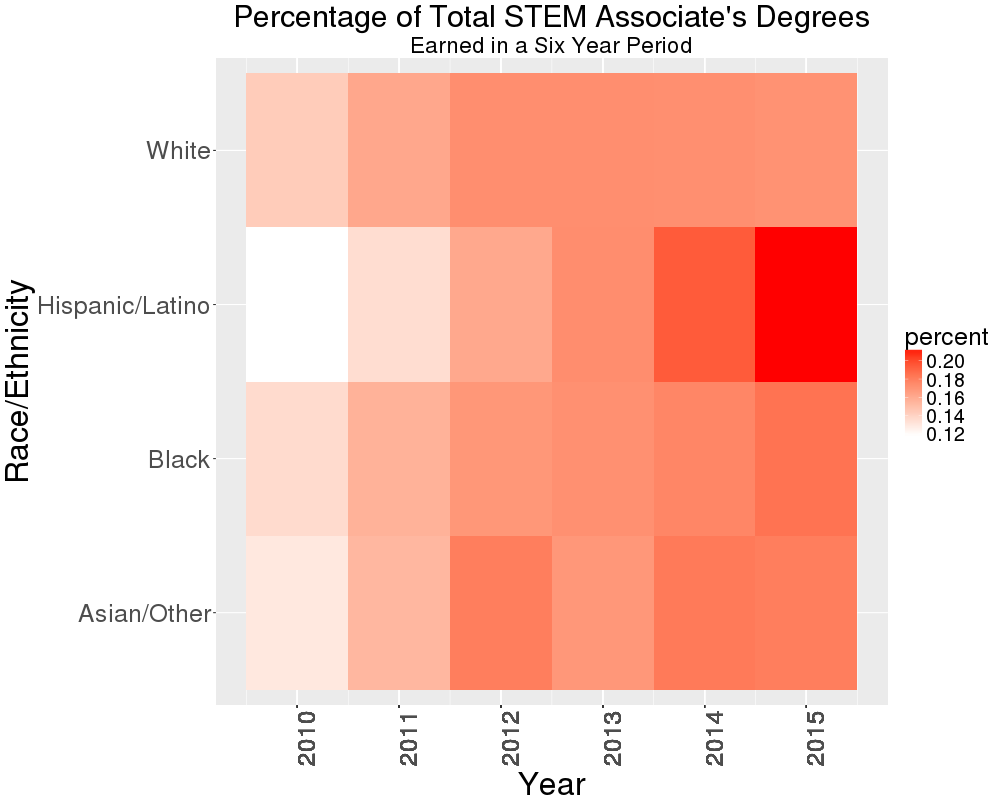 Percentage of Total STEM Associate's Degrees
Earned in a Six Year Period
Race/Ethnicity
White
Hispanic/Latino
Black
Asian/Other
2010
2011
2012
2013
2014
2015
Year
percent
0.20
0.18
0.16
0.14
0.12